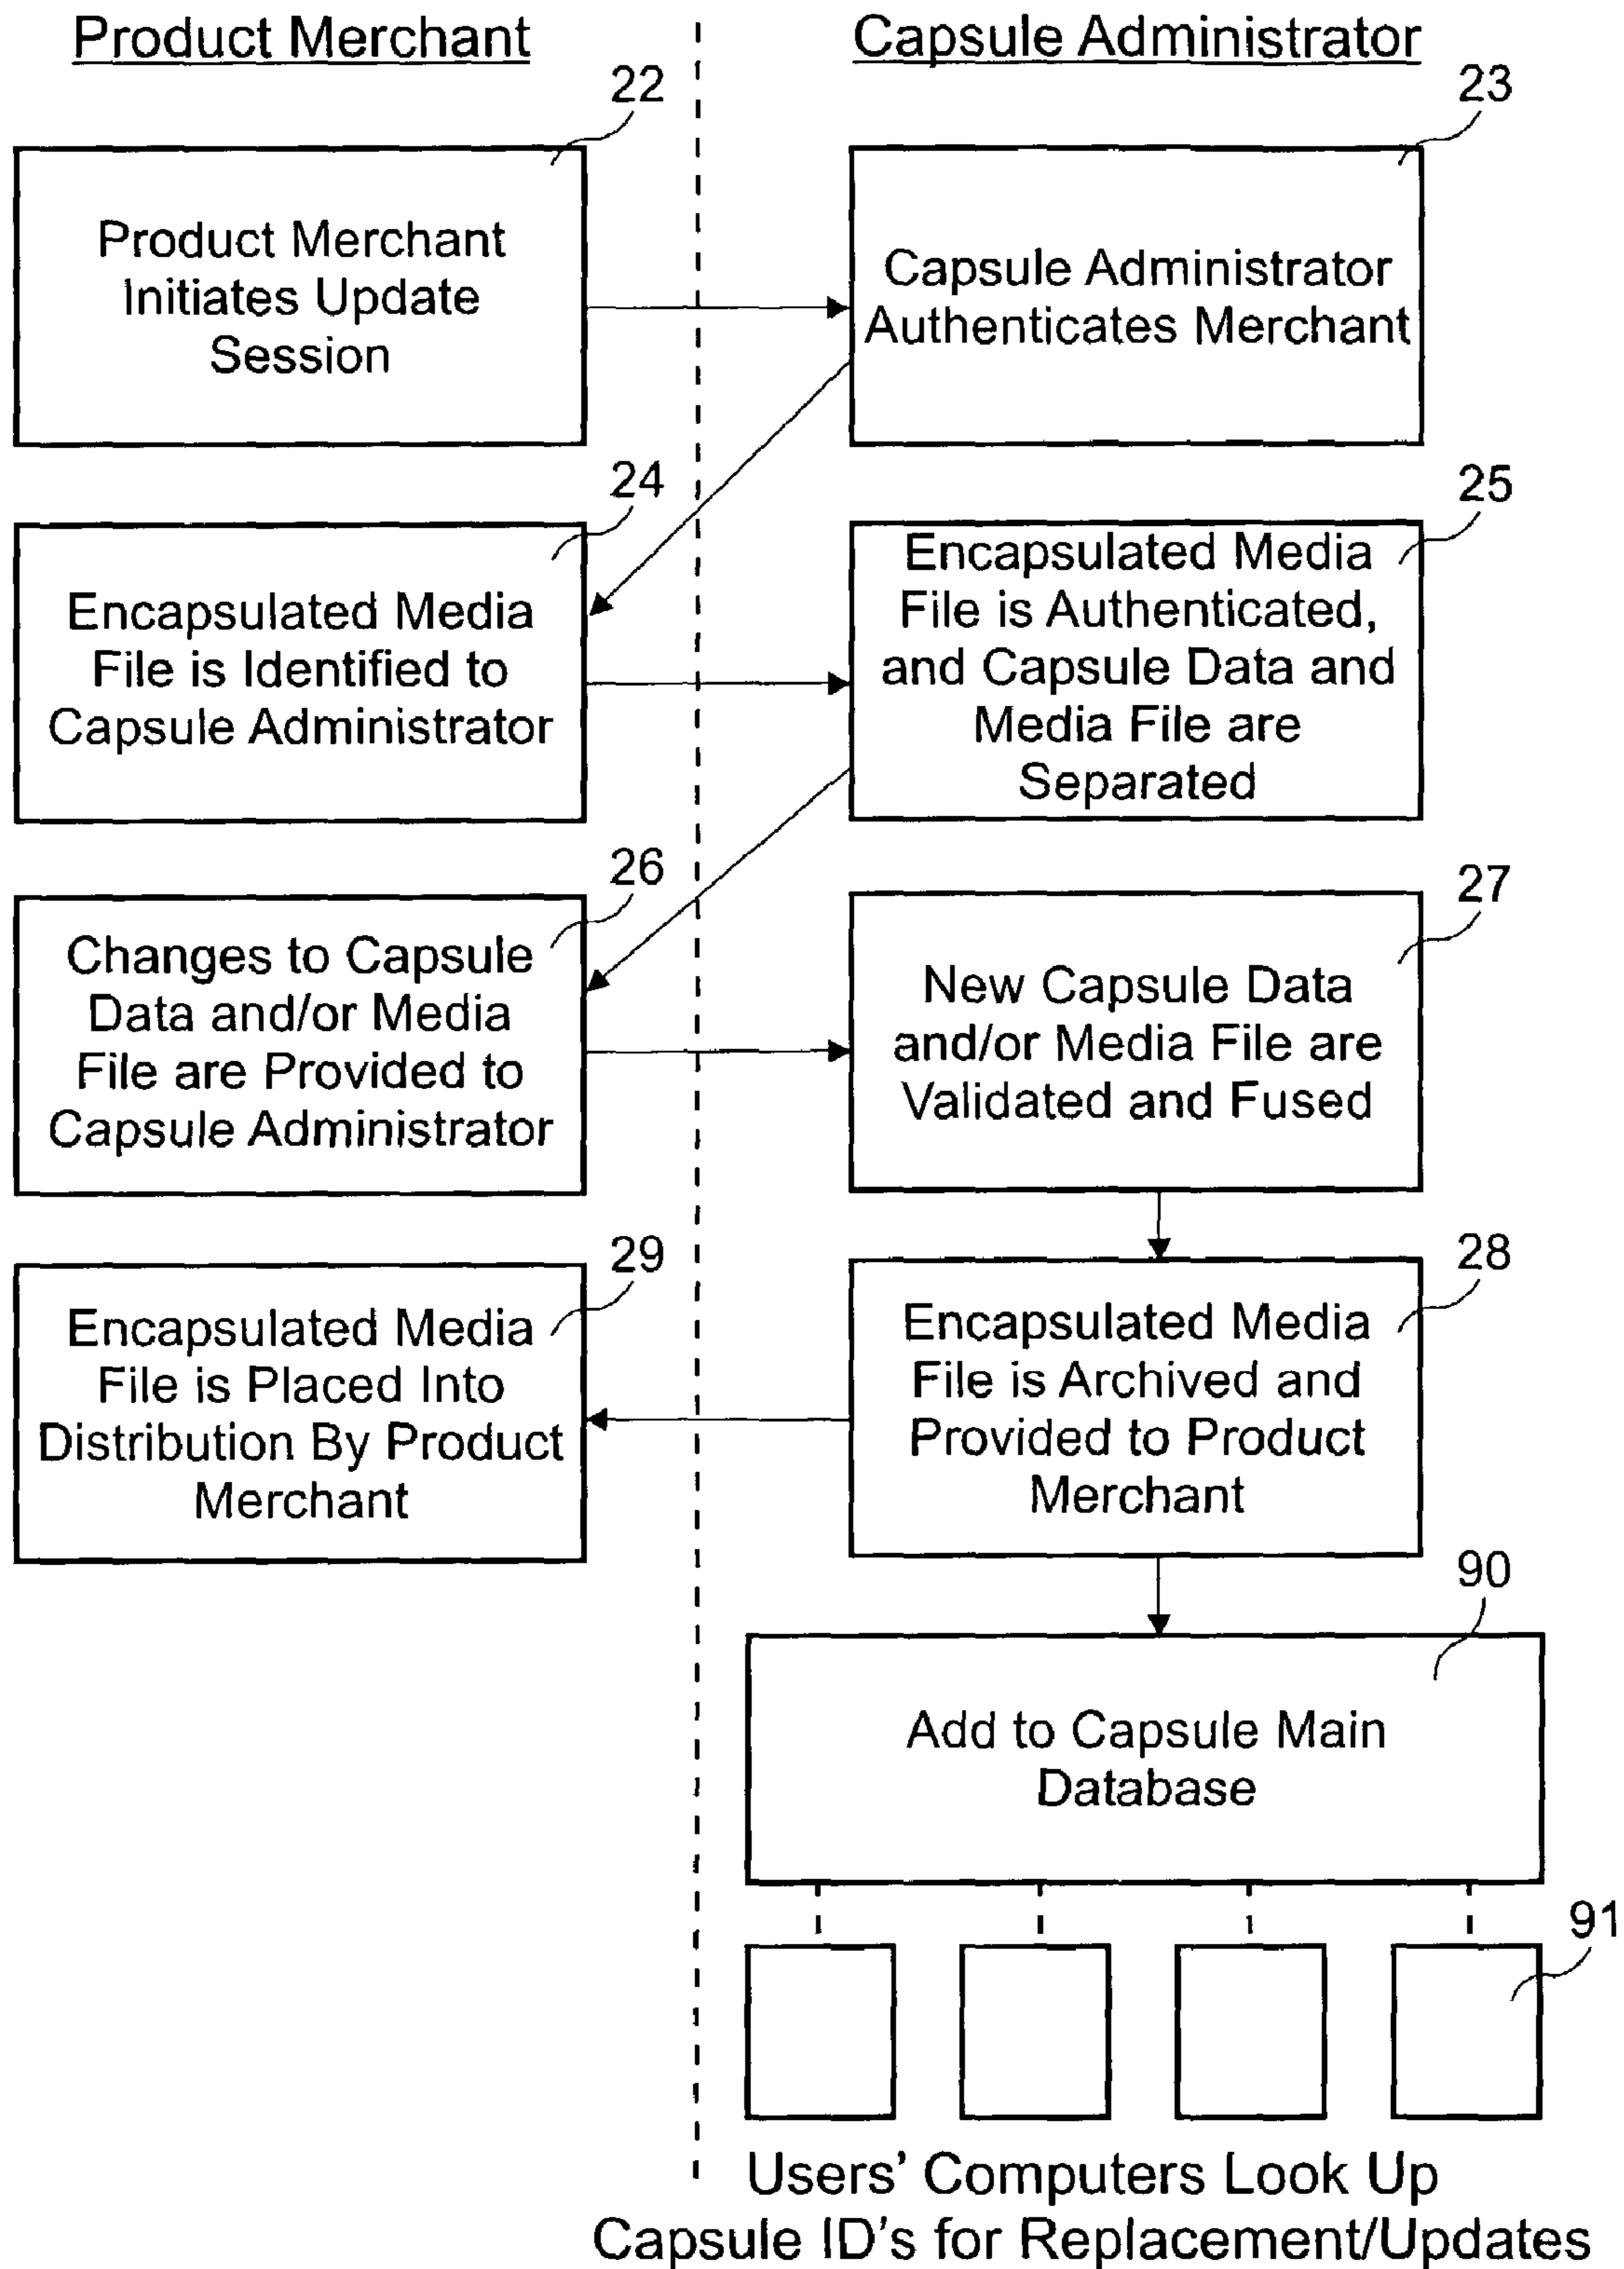 Product Merchant
Capsule Administrator
22
23
Product Merchant
Initiates Update
Session
Capsule Administrator
Authenticates Merchant
24
25
Encapsulated Media
File is Identified to
Capsule Administrator
Encapsulated Media
File is Authenticated,
and Capsule Data and
Media File are
Separated
26
27
Changes to Capsule
Data and/or Media
File are Provided to
Capsule Administrator
New Capsule Data
and/or Media File are
Validated and Fused
29
28
Encapsulated Media
File is Placed Into
Distribution By Product
Merchant
Encapsulated Media
File is Archived and
Provided to Product
Merchant
90
Add to Capsule Main
Database
91
Users' Computers Look Up
Capsule ID's for Replacement/Updates